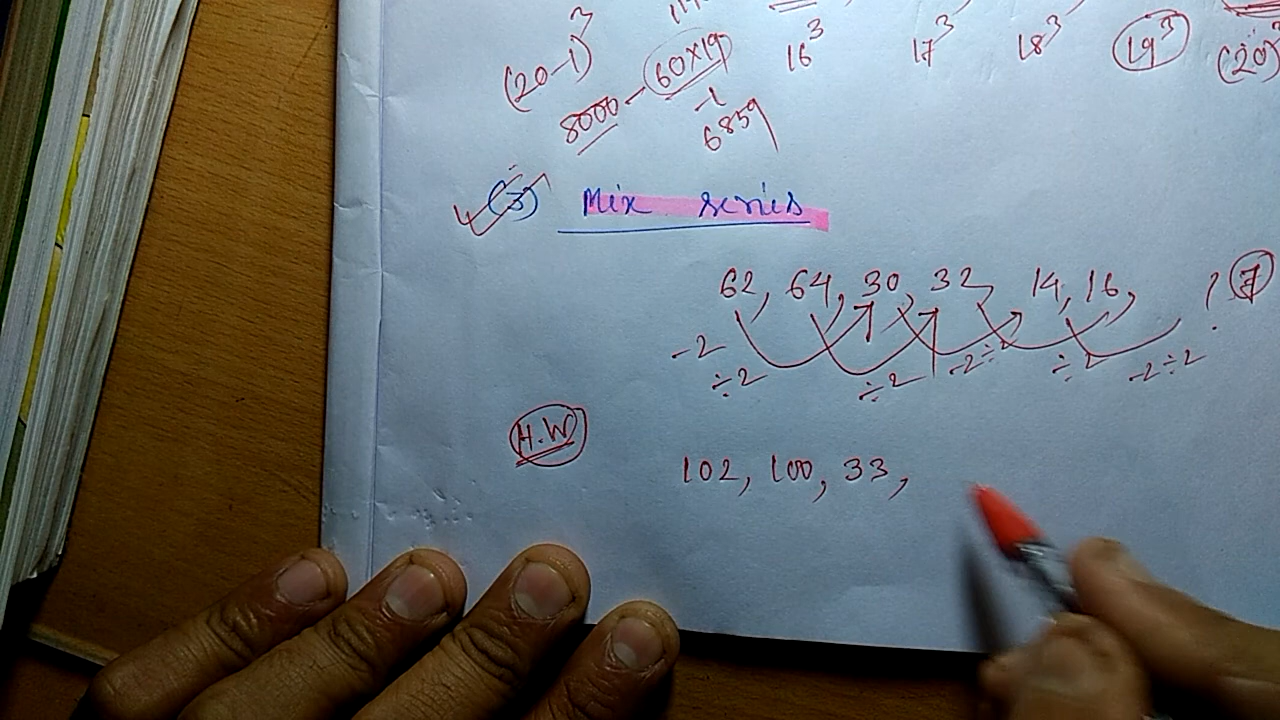 16³ 17³ 18³ 19³ (20)³
(20-1)³
8000 - 60×19
-1
6859
(3) Mix series
62, 64, 30, 32, 14, 16, ? 7
-2 ÷2 ÷2 -2÷2 ÷2 -2÷2
H.W
102, 100, 33,